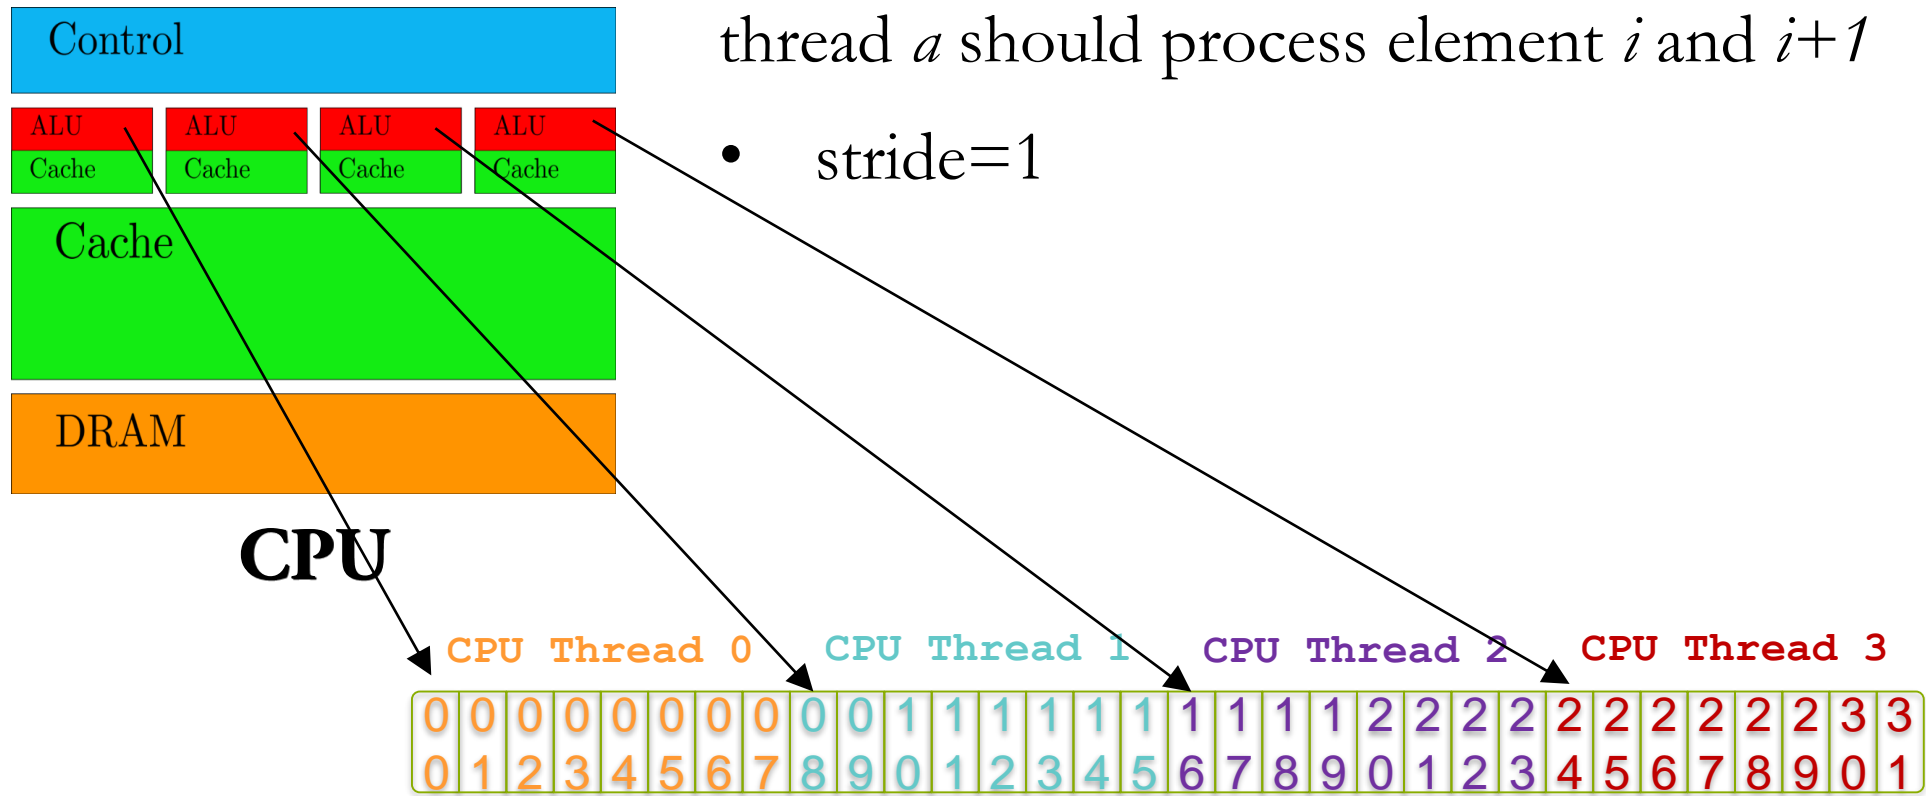 Control
thread a should process element i and i+1
ALU ALU ALU ALU
Cache Cache Cache Cache
• stride=1
Cache
DRAM
CPU
CPU Thread 0 CPU Thread 1 CPU Thread 2 CPU Thread 3
0 0 0 0 0 0 0 0 0 0 1 1 1 1 1 1 1 1 1 1 2 2 2 2 2 2 2 2 2 2 3 3
0 1 2 3 4 5 6 7 8 9 0 1 2 3 4 5 6 7 8 9 0 1 2 3 4 5 6 7 8 9 0 1